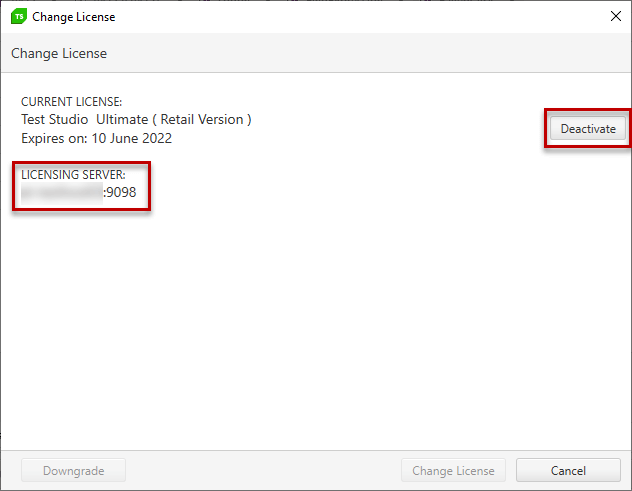 TS Change License
Change License
CURRENT LICENSE:
Test Studio Ultimate ( Retail Version )
Expires on: 10 June 2022
Deactivate
LICENSING SERVER:
:9098
Downgrade
Change License
Cancel